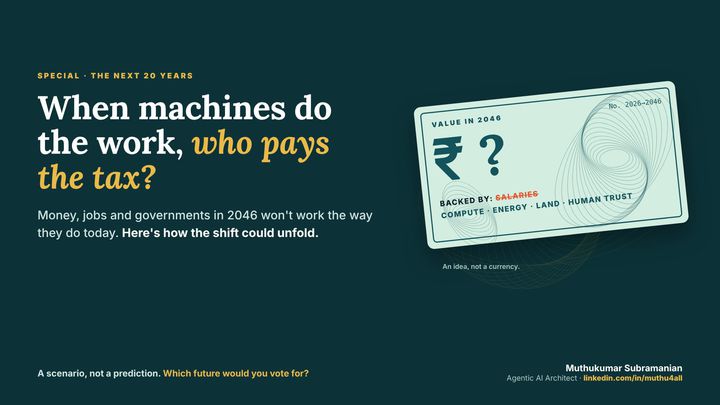 SPECIAL · THE NEXT 20 YEARS
When machines do
the work, who pays
the tax?
Money, jobs and governments in 2046 won't work the way
they do today. Here's how the shift could unfold.
No. 2026→2046
VALUE IN 2046
₹ ?
BACKED BY: SALARIES
COMPUTE · ENERGY · LAND · HUMAN TRUST
An idea, not a currency.
A scenario, not a prediction. Which future would you vote for?
Muthukumar Subramanian
Agentic AI Architect · linkedin.com/in/muthu4all